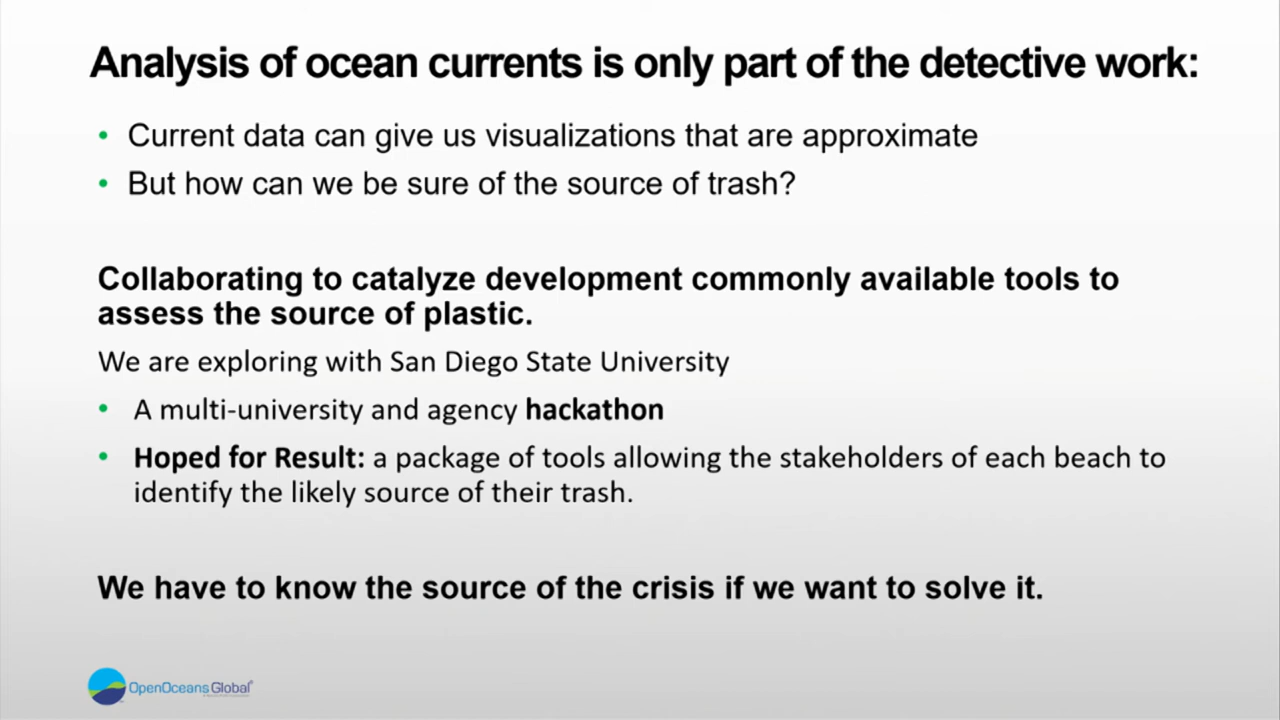 Analysis of ocean currents is only part of the detective work:
• Current data can give us visualizations that are approximate
• But how can we be sure of the source of trash?
Collaborating to catalyze development commonly available tools to
assess the source of plastic.
We are exploring with San Diego State University
• A multi-university and agency hackathon
• Hoped for Result: a package of tools allowing the stakeholders of each beach to
identify the likely source of their trash.
We have to know the source of the crisis if we want to solve it.
OpenOceans Global